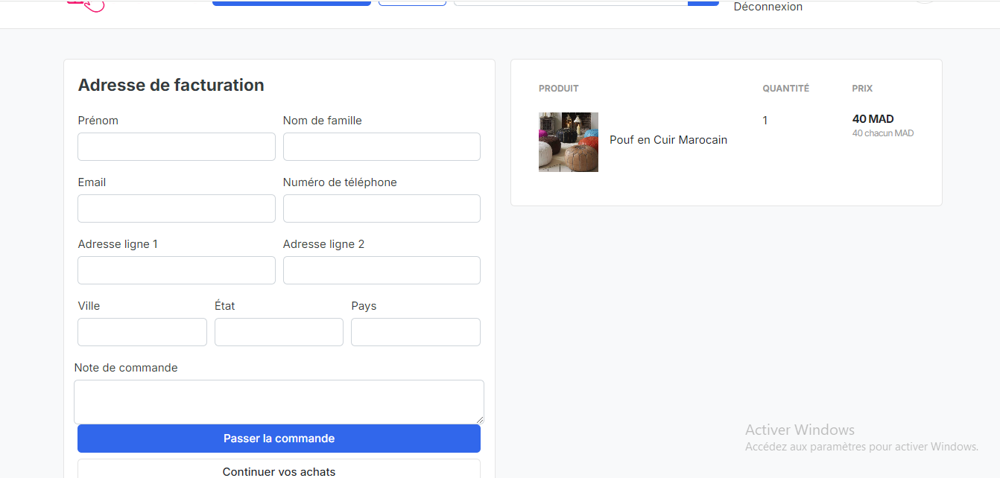 Déconnexion
Adresse de facturation
Prénom Nom de famille
Email Numéro de téléphone
Adresse ligne 1 Adresse ligne 2
Ville État Pays
Note de commande
Passer la commande
Continuer vos achats
PRODUIT QUANTITÉ PRIX
Pouf en Cuir Marocain 1 40 MAD
40 chacun MAD
Activer Windows
Accédez aux paramètres pour activer Windows.